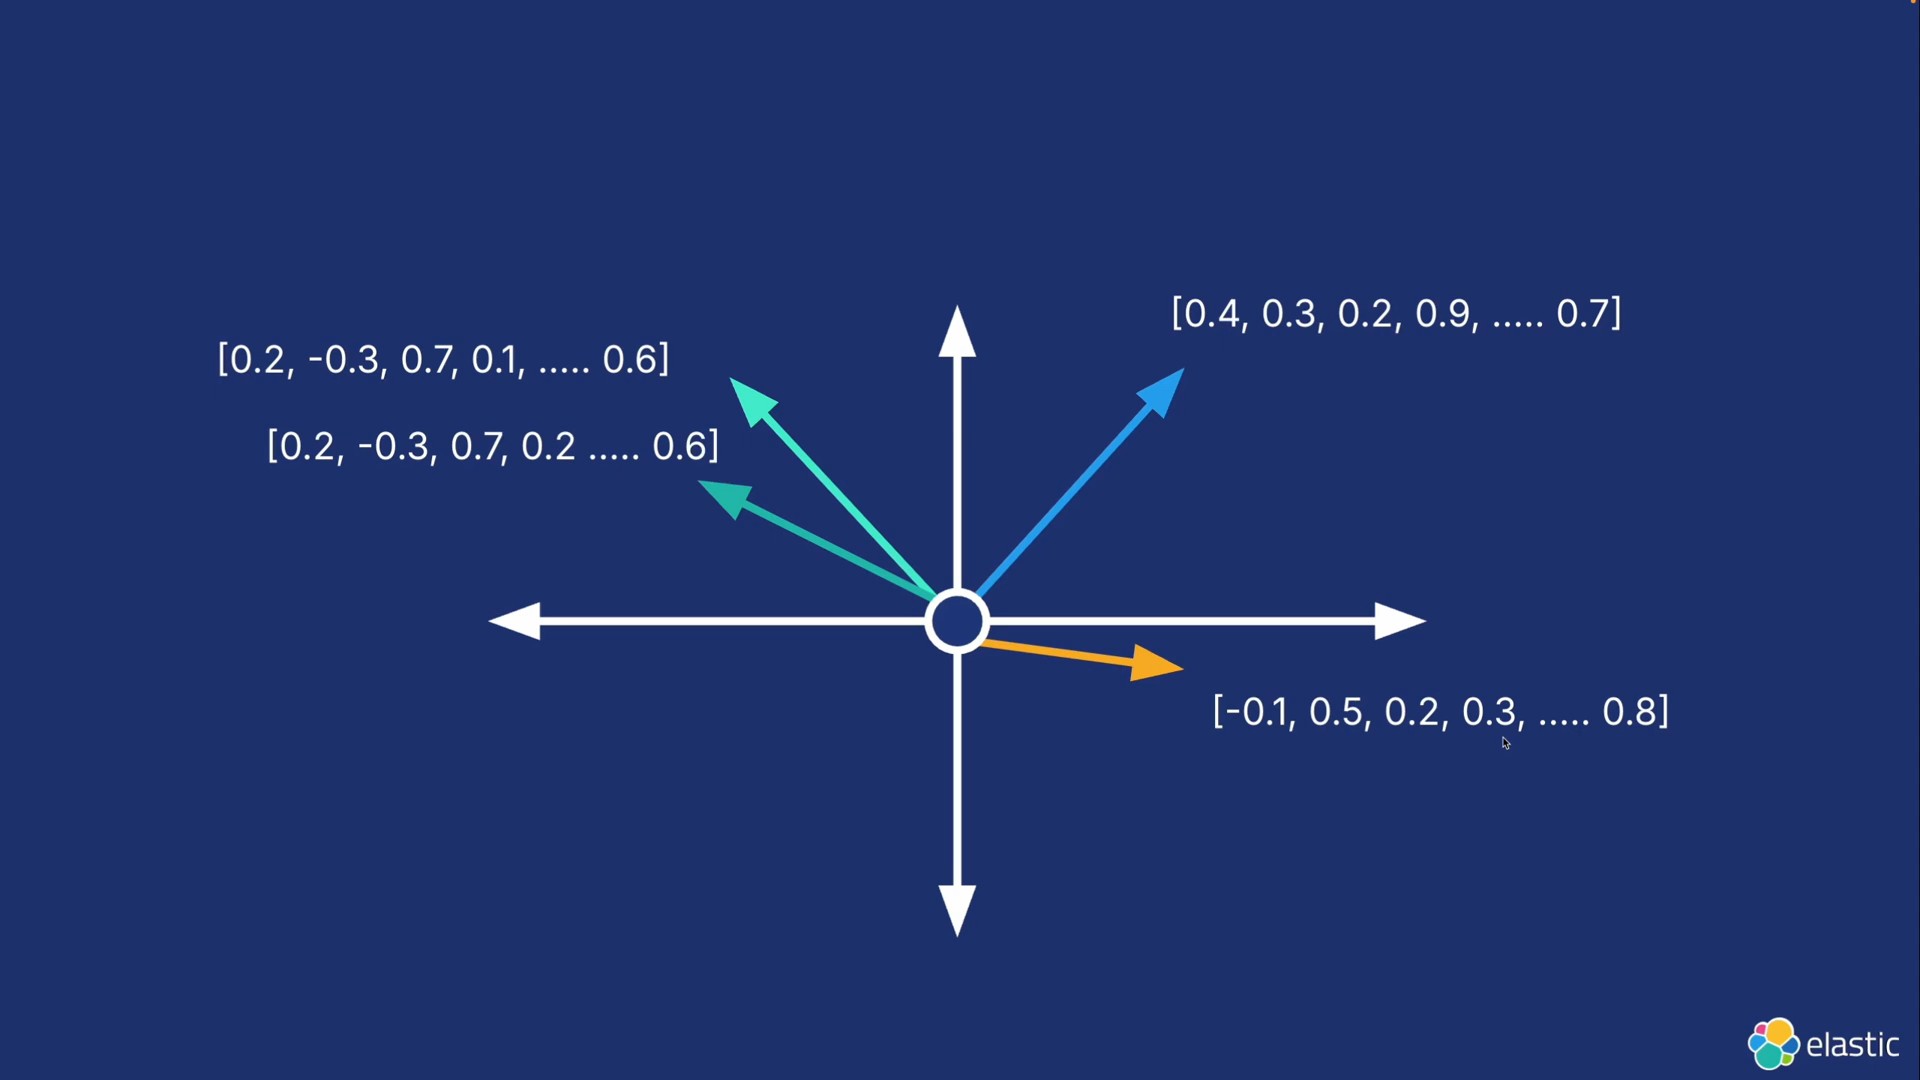 [0.4, 0.3, 0.2, 0.9, ..... 0.7]
[0.2, -0.3, 0.7, 0.1, ..... 0.6]
[0.2, -0.3, 0.7, 0.2 ..... 0.6]
[-0.1, 0.5, 0.2, 0.3, ..... 0.8]
elastic